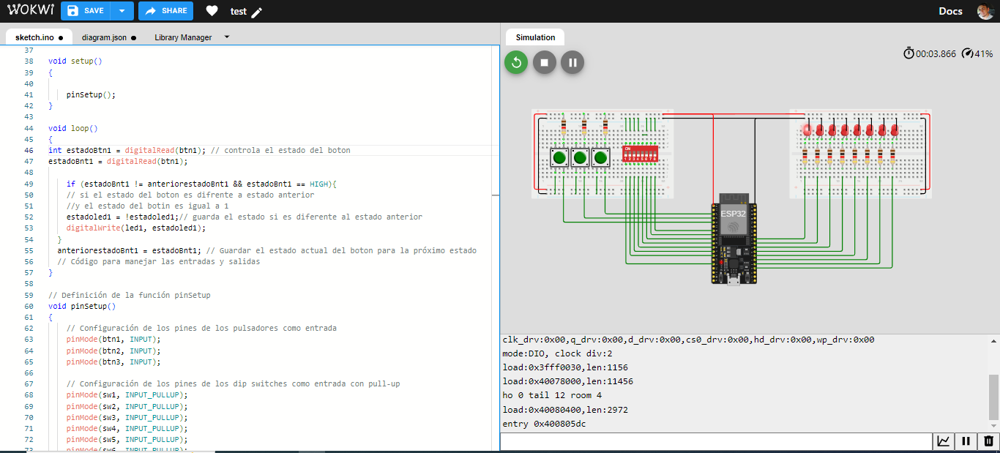 WOKWI SAVE SHARE test Docs
sketch.ino diagram.json Library Manager
Simulation
00:03.866 41%
37
38 void setup()
39 {
40
41 pinSetup();
42 }
43
44 void loop()
45 {
46 int estadoBtn1 = digitalRead(btn1); // controla el estado del boton
47 estadoBnt1 = digitalRead(btn1);
48
49 if (estadoBnt1 != anteriorestadoBnt1 && estadoBnt1 == HIGH){
50 // si el estado del boton es difrente a estado anterior
51 //y el estado del botin es igual a 1
52 estadoled1 = !estadoled1;// guarda el estado si es diferente al estado anterior
53 digitalWrite(led1, estadoled1);
54 }
55 anteriorestadoBnt1 = estadoBnt1; // Guardar el estado actual del boton para la próximo estado
56 // Código para manejar las entradas y salidas
57 }
58
59 // Definición de la función pinSetup
60 void pinSetup()
61 {
62 // Configuración de los pines de los pulsadores como entrada
63 pinMode(btn1, INPUT);
64 pinMode(btn2, INPUT);
65 pinMode(btn3, INPUT);
66
67 // Configuración de los pines de los dip switches como entrada con pull-up
68 pinMode(sw1, INPUT_PULLUP);
69 pinMode(sw2, INPUT_PULLUP);
70 pinMode(sw3, INPUT_PULLUP);
71 pinMode(sw4, INPUT_PULLUP);
72 pinMode(sw5, INPUT_PULLUP);
73 pinMode(sw6, INPUT_PULLUP);
ON
1 2 3 4 5 6 7 8
ESP32
clk_drv:0x00,q_drv:0x00,d_drv:0x00,cs0_drv:0x00,hd_drv:0x00,wp_drv:0x00
mode:DIO, clock div:2
load:0x3fff0030,len:1156
load:0x40078000,len:11456
ho 0 tail 12 room 4
load:0x40080400,len:2972
entry 0x400805dc